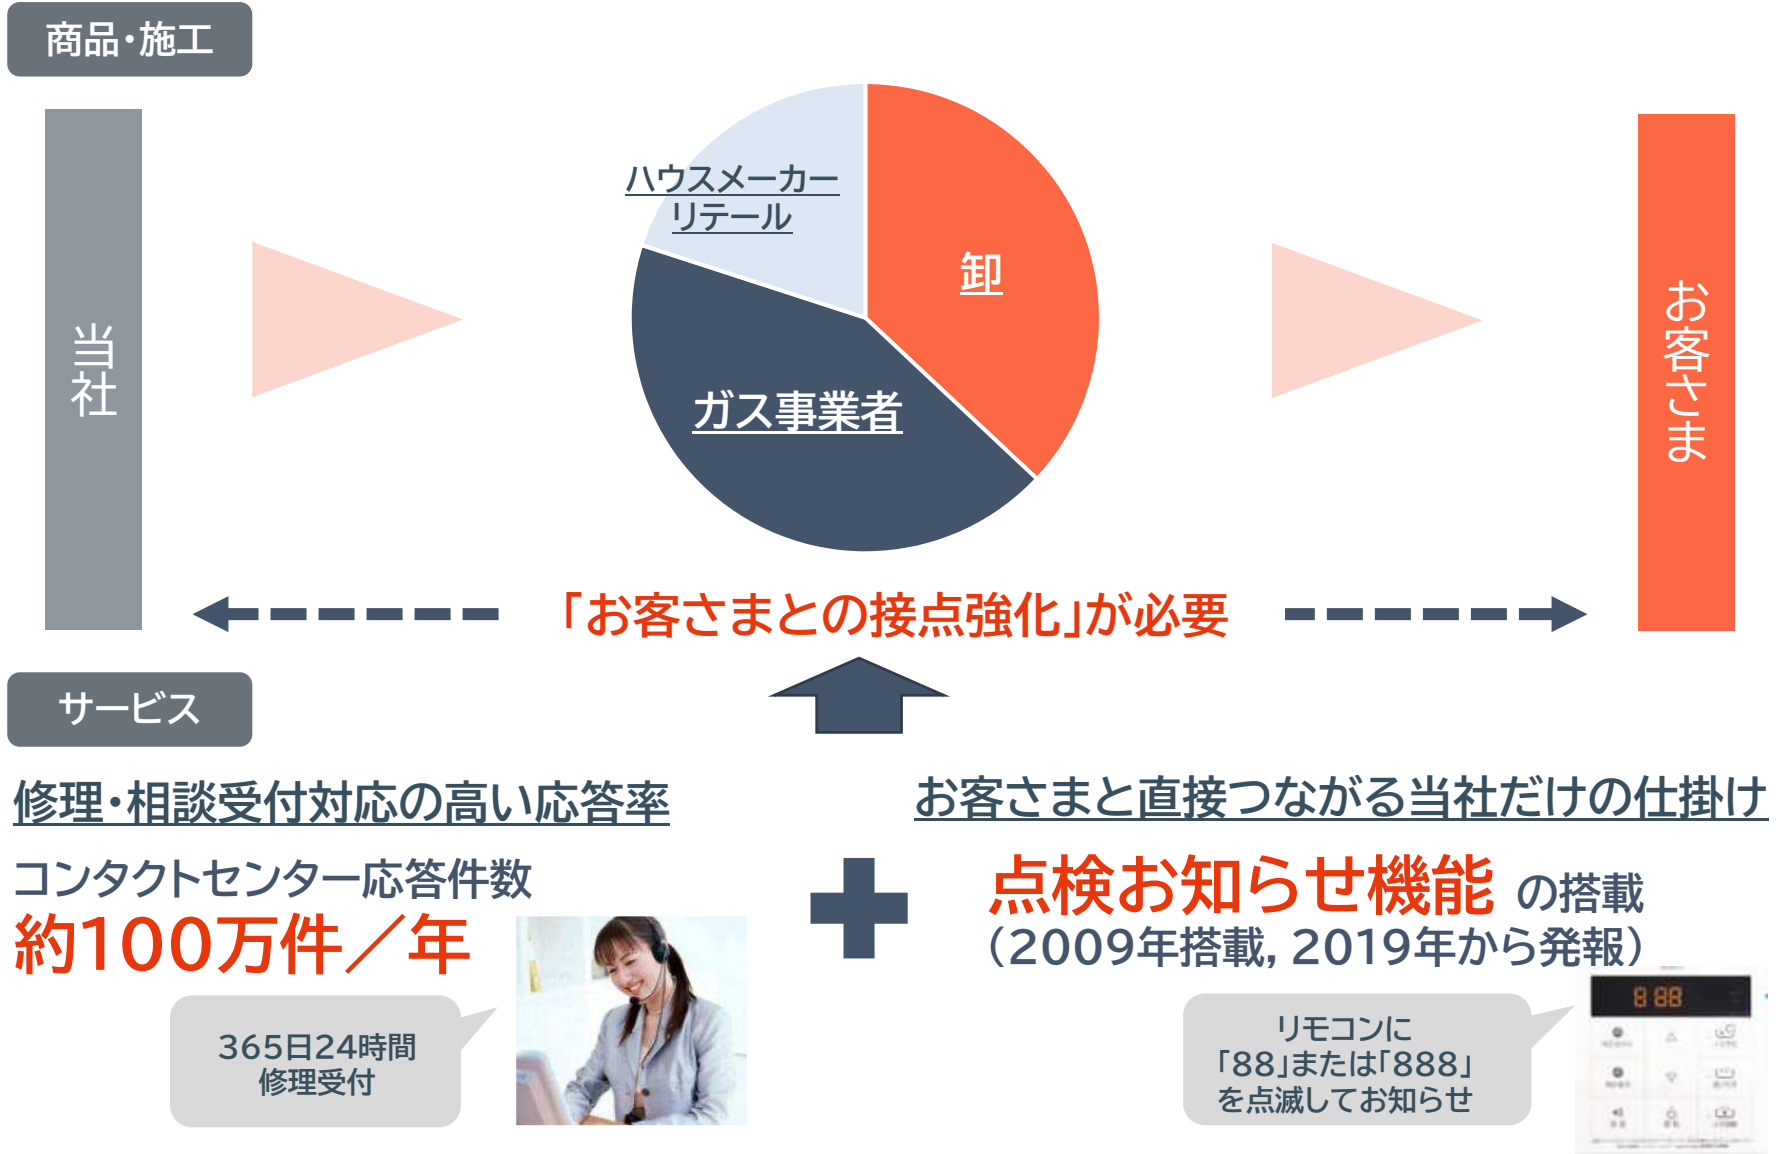 商品・施工
当社
ハウスメーカー
リテール
卸
ガス事業者
お客さま
「お客さまとの接点強化」が必要
サービス
修理・相談受付対応の高い応答率
コンタクトセンター応答件数
約100万件／年
365日24時間
修理受付
お客さまと直接つながる当社だけの仕掛け
点検お知らせ機能 の搭載
（2009年搭載，2019年から発報）
リモコンに
「88」または「888」
を点滅してお知らせ
888